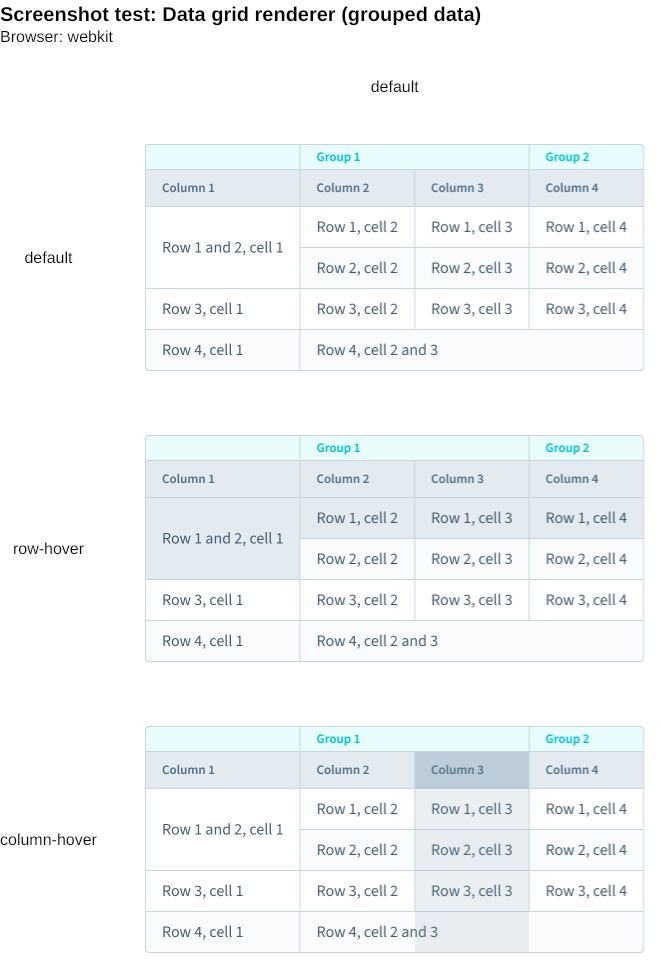 Screenshot test: Data grid renderer (grouped data)
Browser: webkit
default
Group 1 Group 2
Column 1 Column 2 Column 3 Column 4
Row 1, cell 2 Row 1, cell 3 Row 1, cell 4
default Row 1 and 2, cell 1
Row 2, cell 2 Row 2, cell 3 Row 2, cell 4
Row 3, cell 1 Row 3, cell 2 Row 3, cell 3 Row 3, cell 4
Row 4, cell 1 Row 4, cell 2 and 3
Group 1 Group 2
Column 1 Column 2 Column 3 Column 4
Row 1, cell 2 Row 1, cell 3 Row 1, cell 4
row-hover Row 1 and 2, cell 1
Row 2, cell 2 Row 2, cell 3 Row 2, cell 4
Row 3, cell 1 Row 3, cell 2 Row 3, cell 3 Row 3, cell 4
Row 4, cell 1 Row 4, cell 2 and 3
Group 1 Group 2
Column 1 Column 2 Column 3 Column 4
Row 1, cell 2 Row 1, cell 3 Row 1, cell 4
column-hover Row 1 and 2, cell 1
Row 2, cell 2 Row 2, cell 3 Row 2, cell 4
Row 3, cell 1 Row 3, cell 2 Row 3, cell 3 Row 3, cell 4
Row 4, cell 1 Row 4, cell 2 and 3